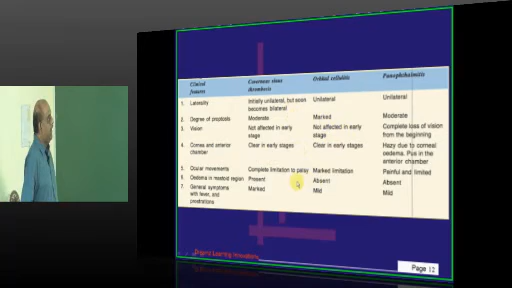 Clinical features Cavernous sinus thrombosis Orbital cellulitis Panophthalmitis
1. Laterality Initially unilateral, but soon becomes bilateral Unilateral Unilateral
2. Degree of proptosis Moderate Marked Moderate
3. Vision Not affected in early stage Not affected in early stage Complete loss of vision from the beginning
4. Cornea and anterior chamber Clear in early stages Clear in early stages Hazy due to corneal oedema. Pus in the anterior chamber
5. Ocular movements Complete limitation to palsy Marked limitation Painful and limited
6. Oedema in mastoid region Present Absent Absent
7. General symptoms with fever, and prostrations Marked Mild Mild
Organic Learning Innovations
Page 12